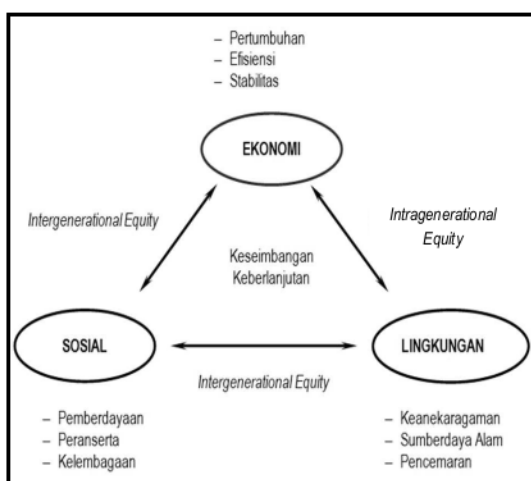 – Pertumbuhan
– Efisiensi
– Stabilitas
EKONOMI
Intergenerational Equity
Intragenerational
Equity
Keseimbangan
Keberlanjutan
SOSIAL
LINGKUNGAN
Intergenerational Equity
– Pemberdayaan
– Peranserta
– Kelembagaan
– Keanekaragaman
– Sumberdaya Alam
– Pencemaran